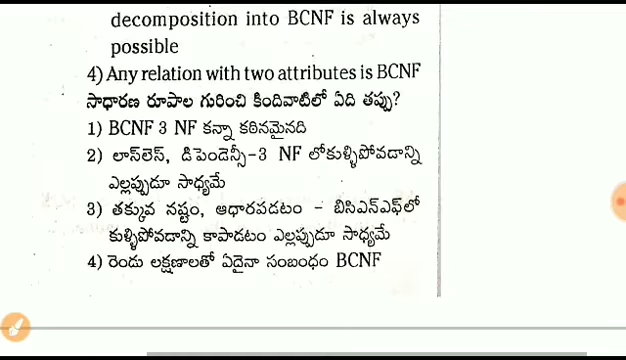 decomposition into BCNF is always
possible
4) Any relation with two attributes is BCNF
సాధారణ రూపాల గురించి కిందివాటిలో ఏది తప్పు?
1) BCNF 3 NF కన్నా కఠినమైనది
2) లాస్‌లెస్, డిపెండెన్సీ-3 NF లోకుళ్ళిపోవడాన్ని
ఎల్లప్పుడూ సాధ్యమే
3) తక్కువ నష్టం, ఆధారపడటం - బిసిఎన్ఎఫ్‌లో
కుళ్ళిపోవడాన్ని కాపాడటం ఎల్లప్పుడూ సాధ్యమే
4) రెండు లక్షణాలతో ఏదైనా సంబంధం BCNF